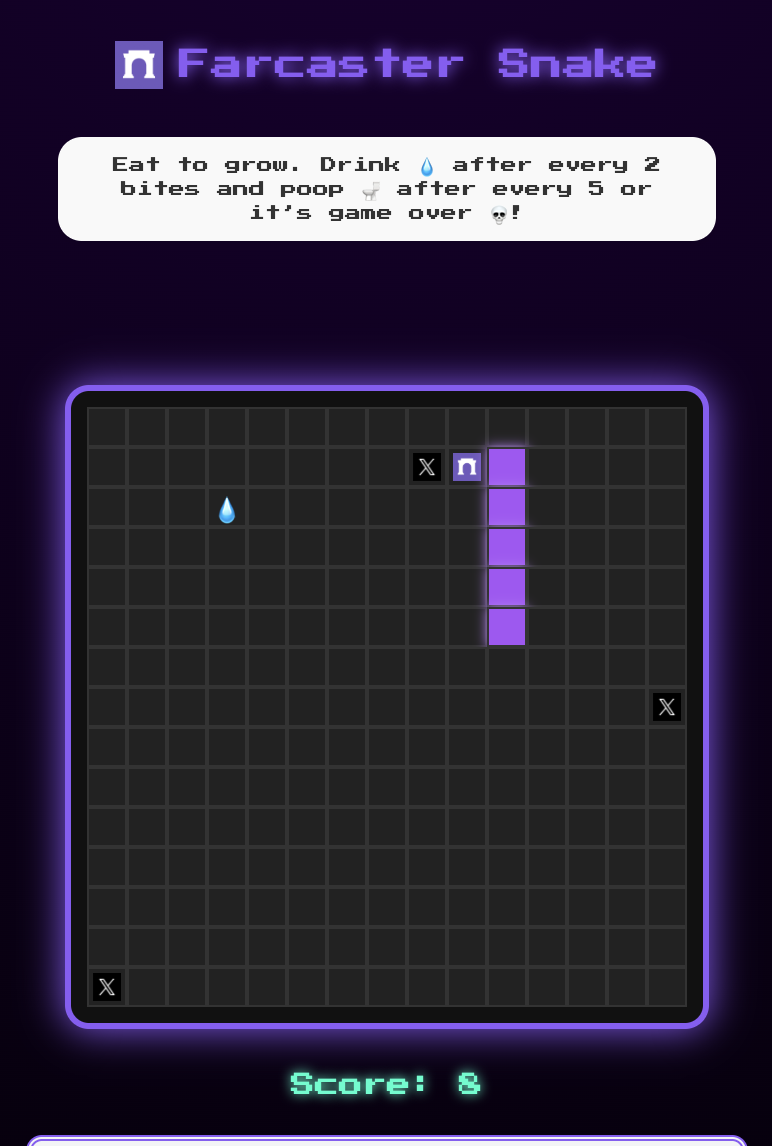 Farcaster Snake
Eat to grow. Drink 💧 after every 2
bites and poop 🚽 after every 5 or
it's game over 💀!
𝕏
𝕏
𝕏
Score: 8